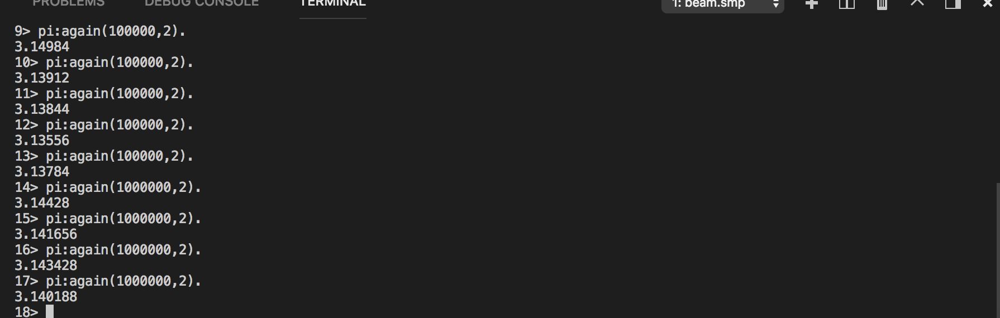 PROBLEMS DEBUG CONSOLE TERMINAL 1: beam.smp
9> pi:again(100000,2).
3.14984
10> pi:again(100000,2).
3.13912
11> pi:again(100000,2).
3.13844
12> pi:again(100000,2).
3.13556
13> pi:again(100000,2).
3.13784
14> pi:again(1000000,2).
3.14428
15> pi:again(1000000,2).
3.141656
16> pi:again(1000000,2).
3.143428
17> pi:again(1000000,2).
3.140188
18>